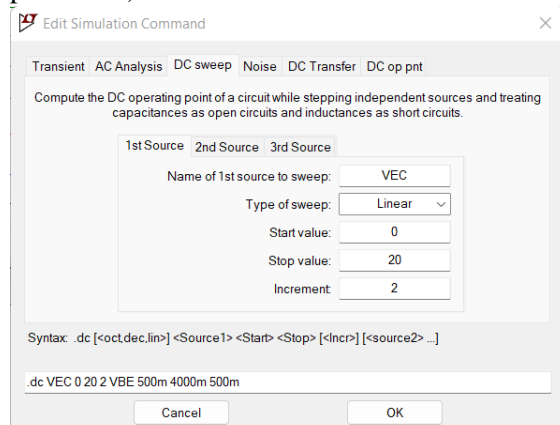 Edit Simulation Command
Transient AC Analysis DC sweep Noise DC Transfer DC op pnt
Compute the DC operating point of a circuit while stepping independent sources and treating
capacitances as open circuits and inductances as short circuits.
1st Source 2nd Source 3rd Source
Name of 1st source to sweep: VEC
Type of sweep: Linear
Start value: 0
Stop value: 20
Increment: 2
Syntax: .dc [<oct,dec,lin>] <Source1> <Start> <Stop> [<Incr>] [<source2> ...]
.dc VEC 0 20 2 VBE 500m 4000m 500m
Cancel OK